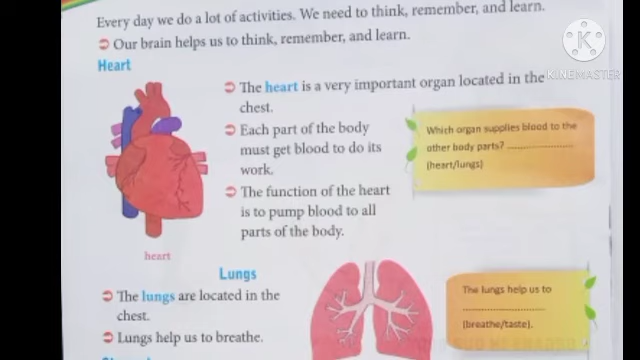 Every day we do a lot of activities. We need to think, remember, and learn.
➲ Our brain helps us to think, remember, and learn.
Heart
➲ The heart is a very important organ located in the
chest.
➲ Each part of the body
must get blood to do its
work.
➲ The function of the heart
is to pump blood to all
parts of the body.
Which organ supplies blood to the
other body parts? ......................
(heart/lungs)
heart
Lungs
➲ The lungs are located in the
chest.
➲ Lungs help us to breathe.
The lungs help us to
............................
(breathe/taste).
KINEMASTER